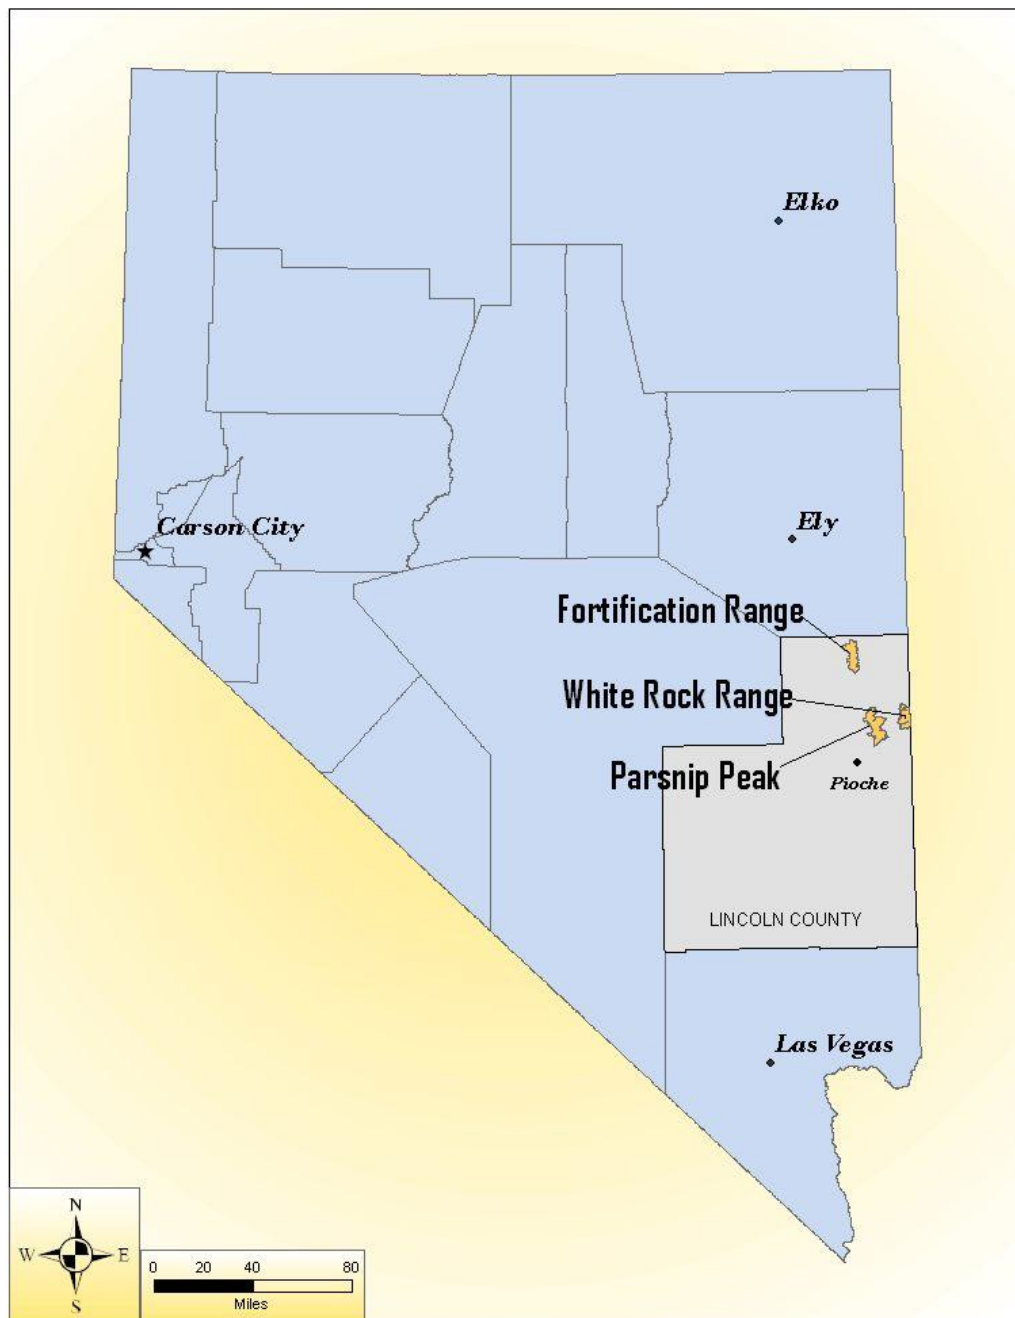 Elko
Carson City
Ely
Fortification Range
White Rock Range
Parsnip Peak
Pioche
LINCOLN COUNTY
Las Vegas
N
W E
S
0 20 40 80
Miles